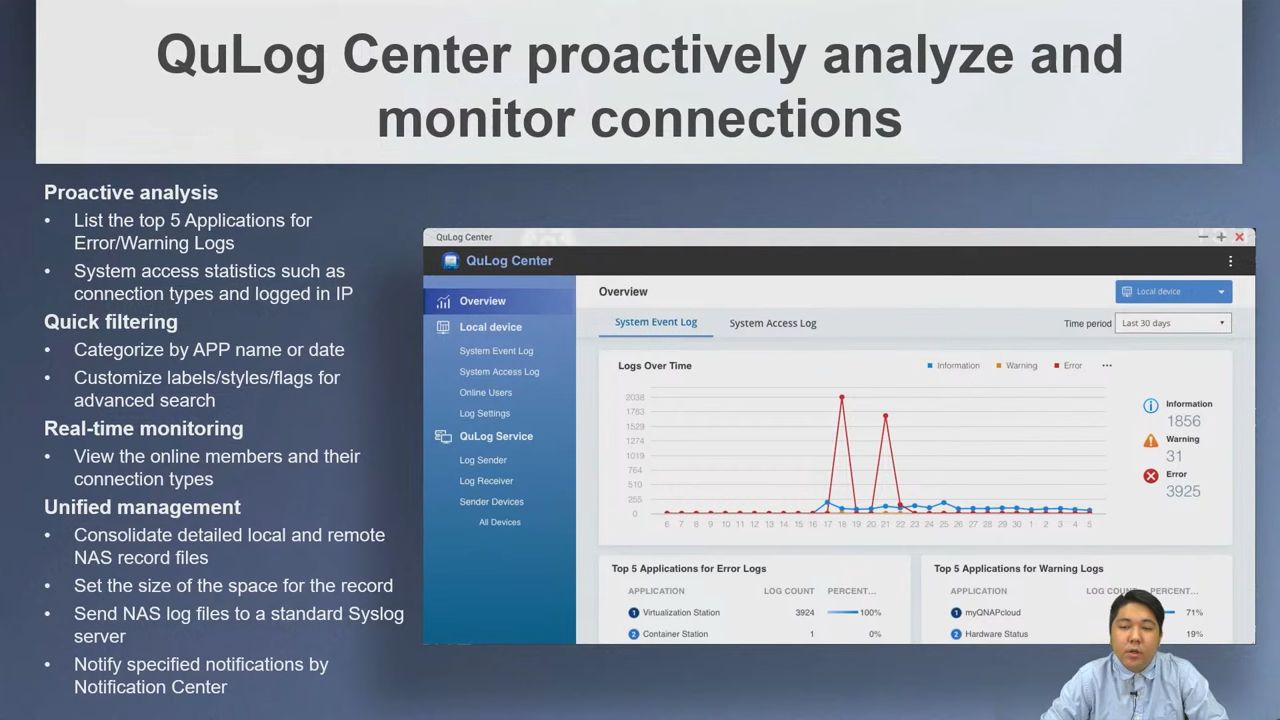 QuLog Center proactively analyze and
monitor connections
Proactive analysis
• List the top 5 Applications for
Error/Warning Logs
• System access statistics such as
connection types and logged in IP
Quick filtering
• Categorize by APP name or date
• Customize labels/styles/flags for
advanced search
Real-time monitoring
• View the online members and their
connection types
Unified management
• Consolidate detailed local and remote
NAS record files
• Set the size of the space for the record
• Send NAS log files to a standard Syslog
server
• Notify specified notifications by
Notification Center
QuLog Center
QuLog Center
Overview
Local device
System Event Log
System Access Log
Online Users
Log Settings
QuLog Service
Log Sender
Log Receiver
Sender Devices
All Devices
Overview
Local device
System Event Log System Access Log
Time period Last 30 days
Logs Over Time
Information Warning Error
2038
1783
1529
1274
1019
764
510
255
0
6 7 8 9 10 11 12 13 14 15 16 17 18 19 20 21 22 23 24 25 26 27 28 29 30 1 2 3 4 5
Information
1856
Warning
31
Error
3925
Top 5 Applications for Error Logs
APPLICATION LOG COUNT PERCENT...
1 Virtualization Station 3924 100%
2 Container Station 1 0%
Top 5 Applications for Warning Logs
APPLICATION LOG COUN PERCENT...
1 myQNAPcloud 71%
2 Hardware Status 19%